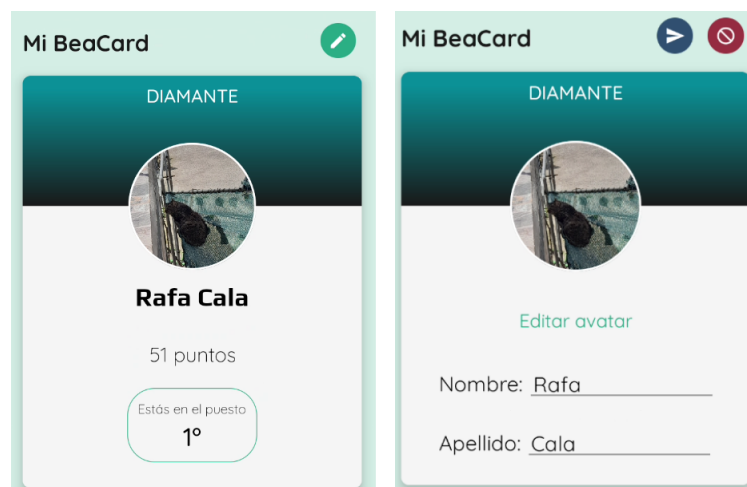 Mi BeaCard
DIAMANTE
Rafa Cala
51 puntos
Estás en el puesto
1º
Mi BeaCard
DIAMANTE
Editar avatar
Nombre: Rafa
Apellido: Cala